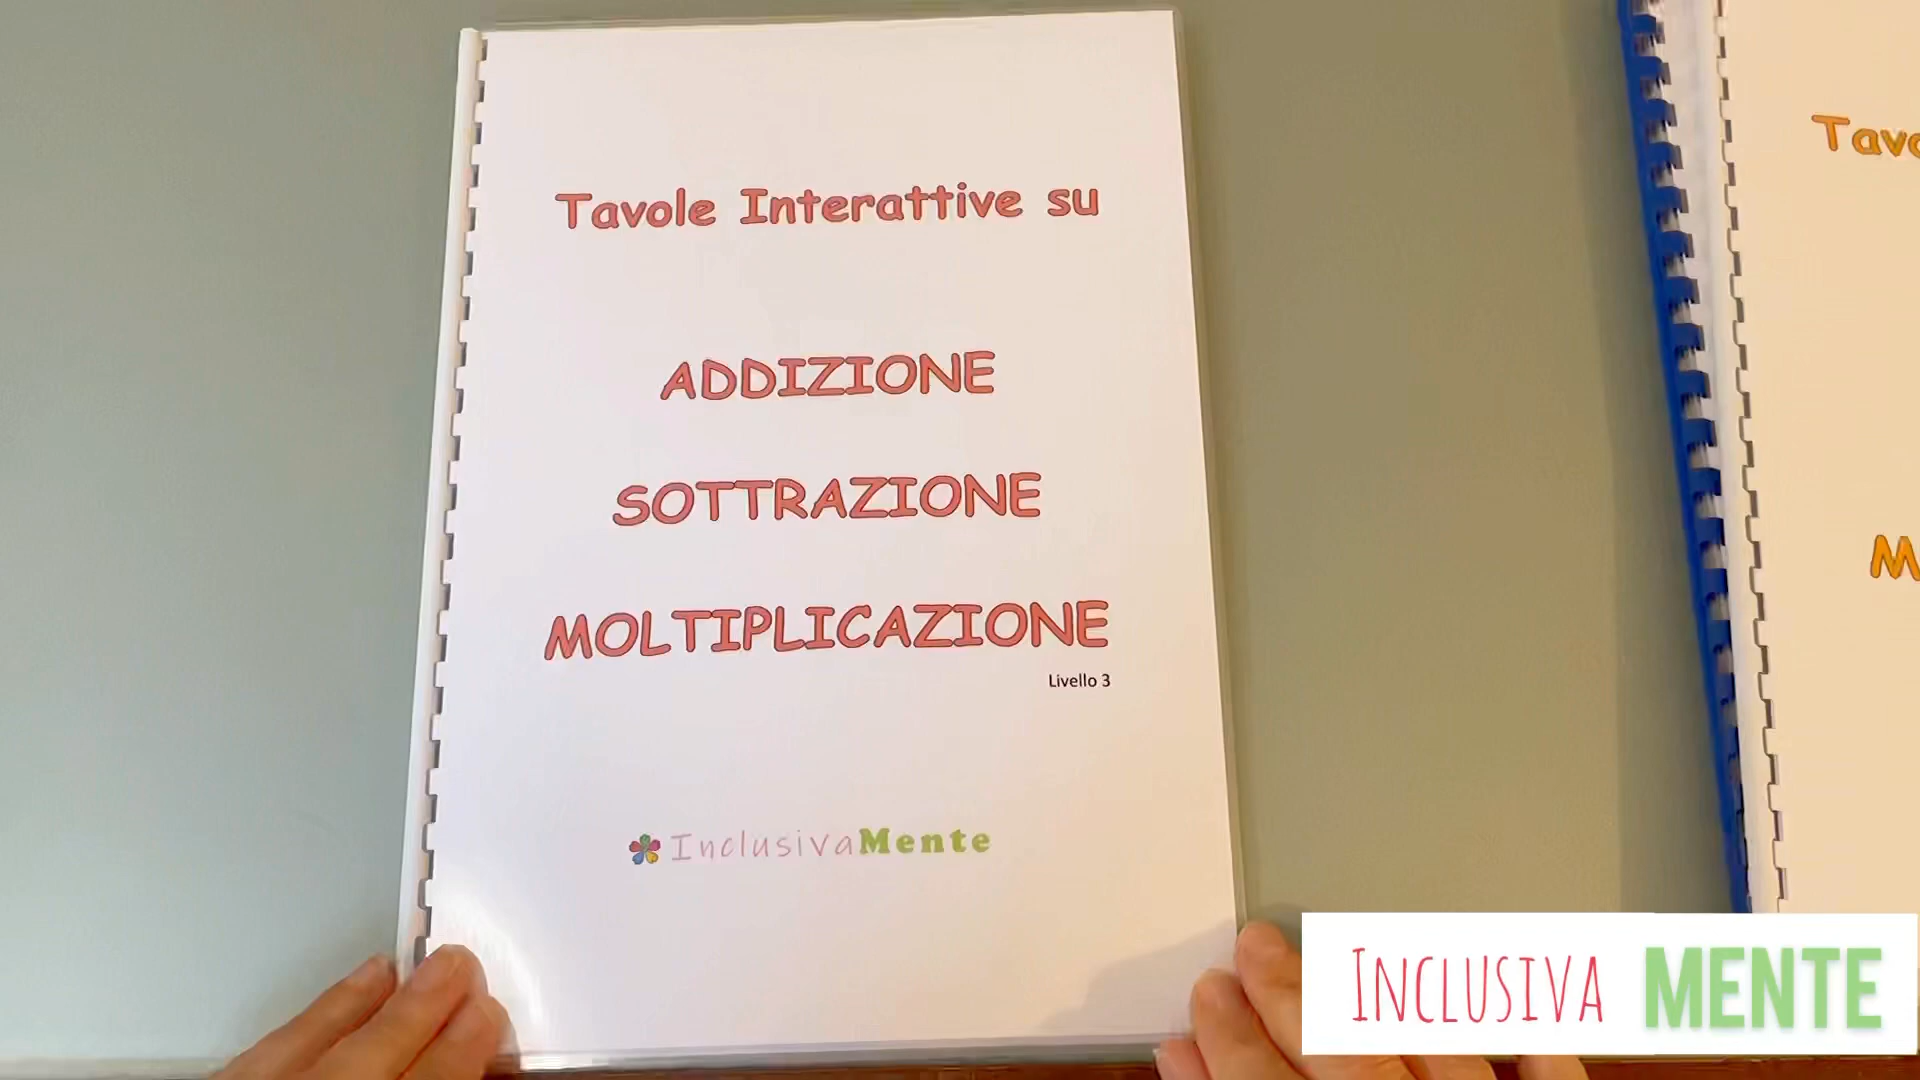 Tavole Interattive su
ADDIZIONE
SOTTRAZIONE
MOLTIPLICAZIONE
Livello 3
InclusivaMente
INCLUSIVA MENTE